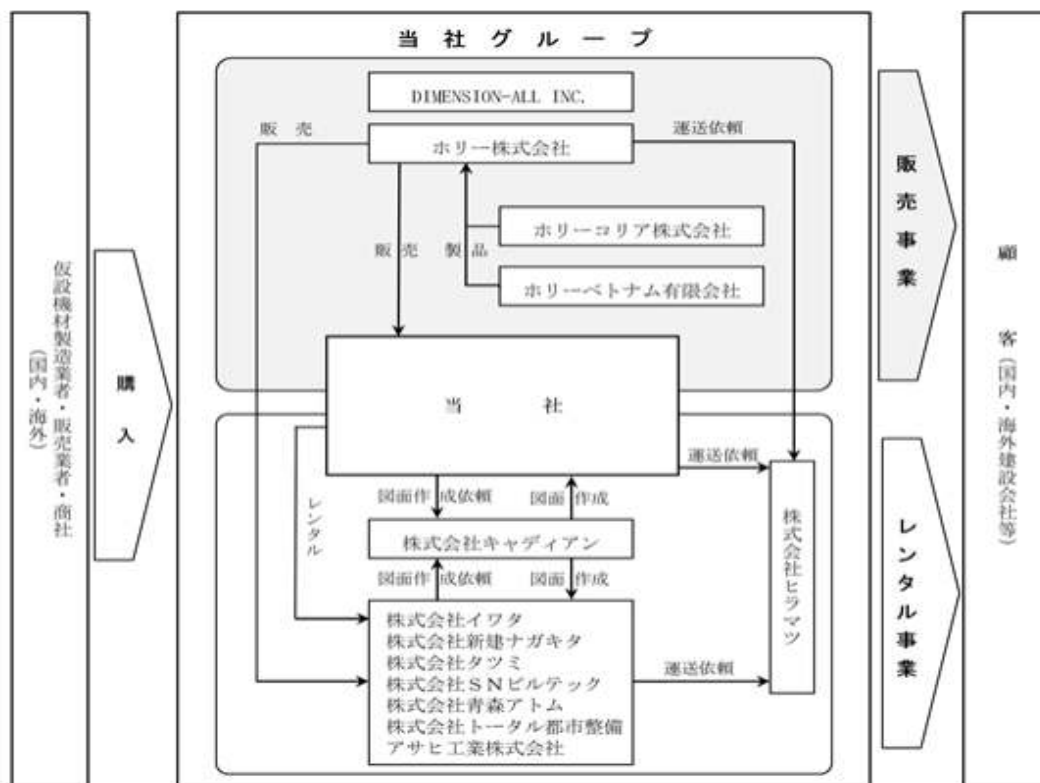 当社グループ
DIMENSION-ALL INC.
販売
ホリー株式会社
運送依頼
ホリーコリア株式会社
販売
製品
ホリーベトナム有限会社
仮設機材製造業者・販売業者・商社
(国内・海外)
購入
当社
運送依頼
レンタル
図面作成依頼
図面作成
株式会社キャディアン
図面作成依頼
図面作成
株式会社イワタ
株式会社新建ナガキタ
株式会社タツミ
株式会社SNビルテック
株式会社青森アトム
株式会社トータル都市整備
アサヒ工業株式会社
運送依頼
株式会社ヒラマツ
販売事業
レンタル事業
顧客(国内・海外建設会社等)